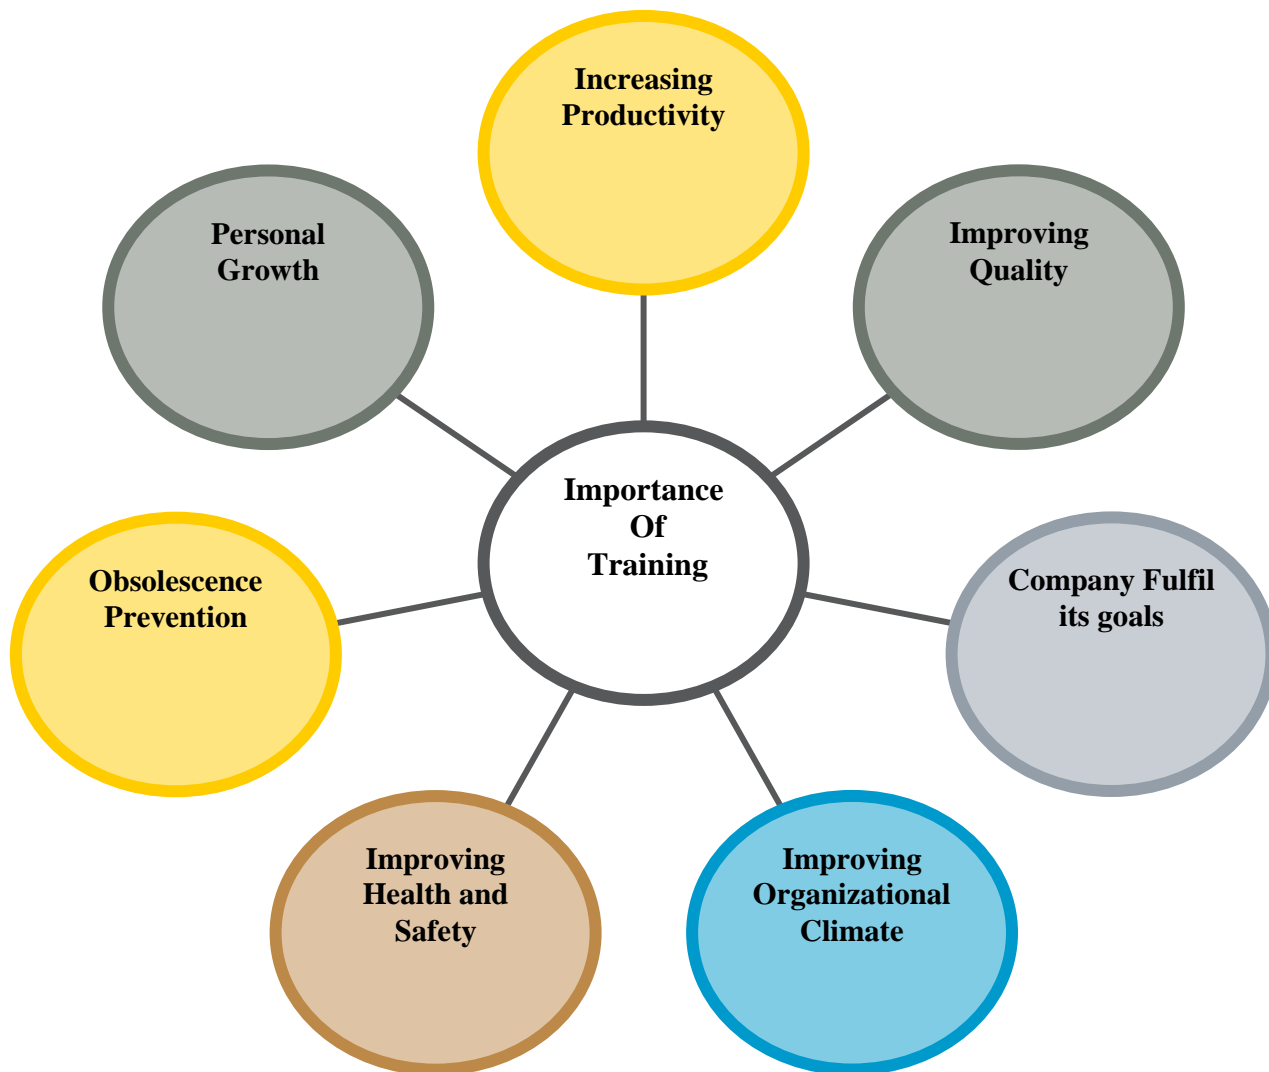 Increasing
Productivity
Personal
Growth
Improving
Quality
Importance
Of
Training
Obsolescence
Prevention
Company Fulfil
its goals
Improving
Health and
Safety
Improving
Organizational
Climate